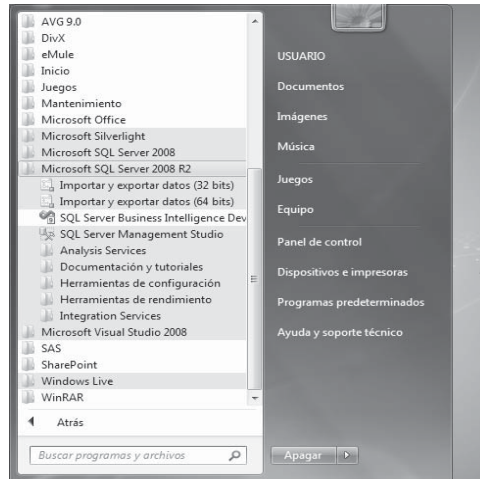 AVG 9.0
DivX
eMule
Inicio
Juegos
Mantenimiento
Microsoft Office
Microsoft Silverlight
Microsoft SQL Server 2008
Microsoft SQL Server 2008 R2
Importar y exportar datos (32 bits)
Importar y exportar datos (64 bits)
SQL Server Business Intelligence Dev
SQL Server Management Studio
Analysis Services
Documentación y tutoriales
Herramientas de configuración
Herramientas de rendimiento
Integration Services
Microsoft Visual Studio 2008
SAS
SharePoint
Windows Live
WinRAR
Atrás
Buscar programas y archivos
USUARIO
Documentos
Imágenes
Música
Juegos
Equipo
Panel de control
Dispositivos e impresoras
Programas predeterminados
Ayuda y soporte técnico
Apagar